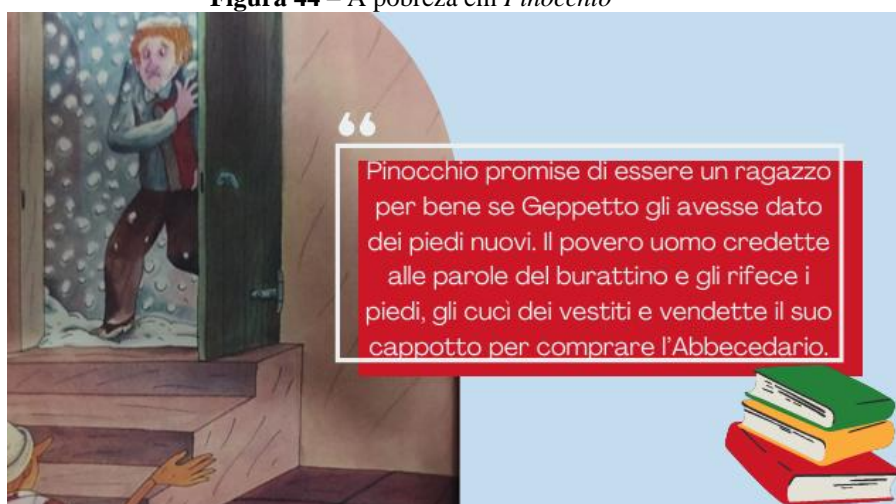 Figura 44 – A pobreza em Pinocchio
“
Pinocchio promise di essere un ragazzo
per bene se Geppetto gli avesse dato
dei piedi nuovi. Il povero uomo credette
alle parole del burattino e gli rifece i
piedi, gli cucì dei vestiti e vendette il suo
cappotto per comprare l’Abbecedario.